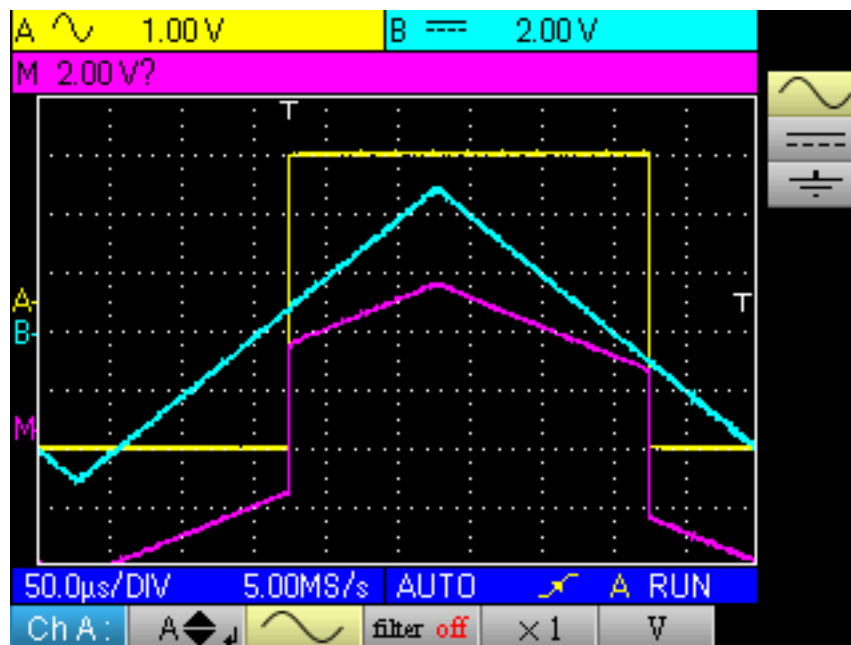 A 1.00 V B 2.00 V
M 2.00 V?
T
A
T
B
M
50.0µs/DIV 5.00MS/s AUTO A RUN
Ch A : A filter off ×1 V